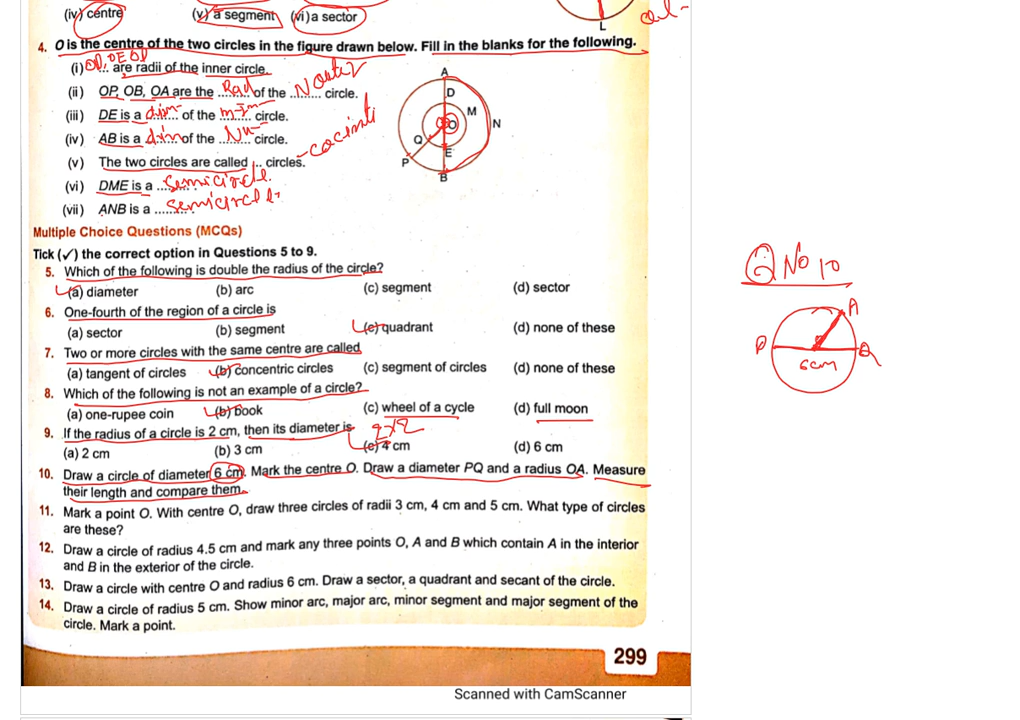 (iv) centre (v) a segment (vi) a sector
L
4. O is the centre of the two circles in the figure drawn below. Fill in the blanks for the following.
(i) OD, OE ... are radii of the inner circle.
(ii) OP, OB, OA are the ..Rad.. of the ........ circle.
(iii) DE is a ........ of the ........ circle.
(iv) AB is a ........ of the ........ circle.
(v) The two circles are called ... circles.
(vi) DME is a ... semicircle.
(vii) ANB is a ......... semicircle.
A
D
M
N
O
Q
E
P
B
Multiple Choice Questions (MCQs)
Tick (✓) the correct option in Questions 5 to 9.
5. Which of the following is double the radius of the circle?
(a) diameter (b) arc (c) segment (d) sector
6. One-fourth of the region of a circle is
(a) sector (b) segment (c) quadrant (d) none of these
7. Two or more circles with the same centre are called
(a) tangent of circles (b) concentric circles (c) segment of circles (d) none of these
8. Which of the following is not an example of a circle?
(a) one-rupee coin (b) book (c) wheel of a cycle (d) full moon
9. If the radius of a circle is 2 cm, then its diameter is 2×2
(a) 2 cm (b) 3 cm (c) 4 cm (d) 6 cm
10. Draw a circle of diameter 6 cm. Mark the centre O. Draw a diameter PQ and a radius OA. Measure
their length and compare them.
11. Mark a point O. With centre O, draw three circles of radii 3 cm, 4 cm and 5 cm. What type of circles
are these?
12. Draw a circle of radius 4.5 cm and mark any three points O, A and B which contain A in the interior
and B in the exterior of the circle.
13. Draw a circle with centre O and radius 6 cm. Draw a sector, a quadrant and secant of the circle.
14. Draw a circle of radius 5 cm. Show minor arc, major arc, minor segment and major segment of the
circle. Mark a point.
299
Scanned with CamScanner
Q No 10
A
P
Q
6cm